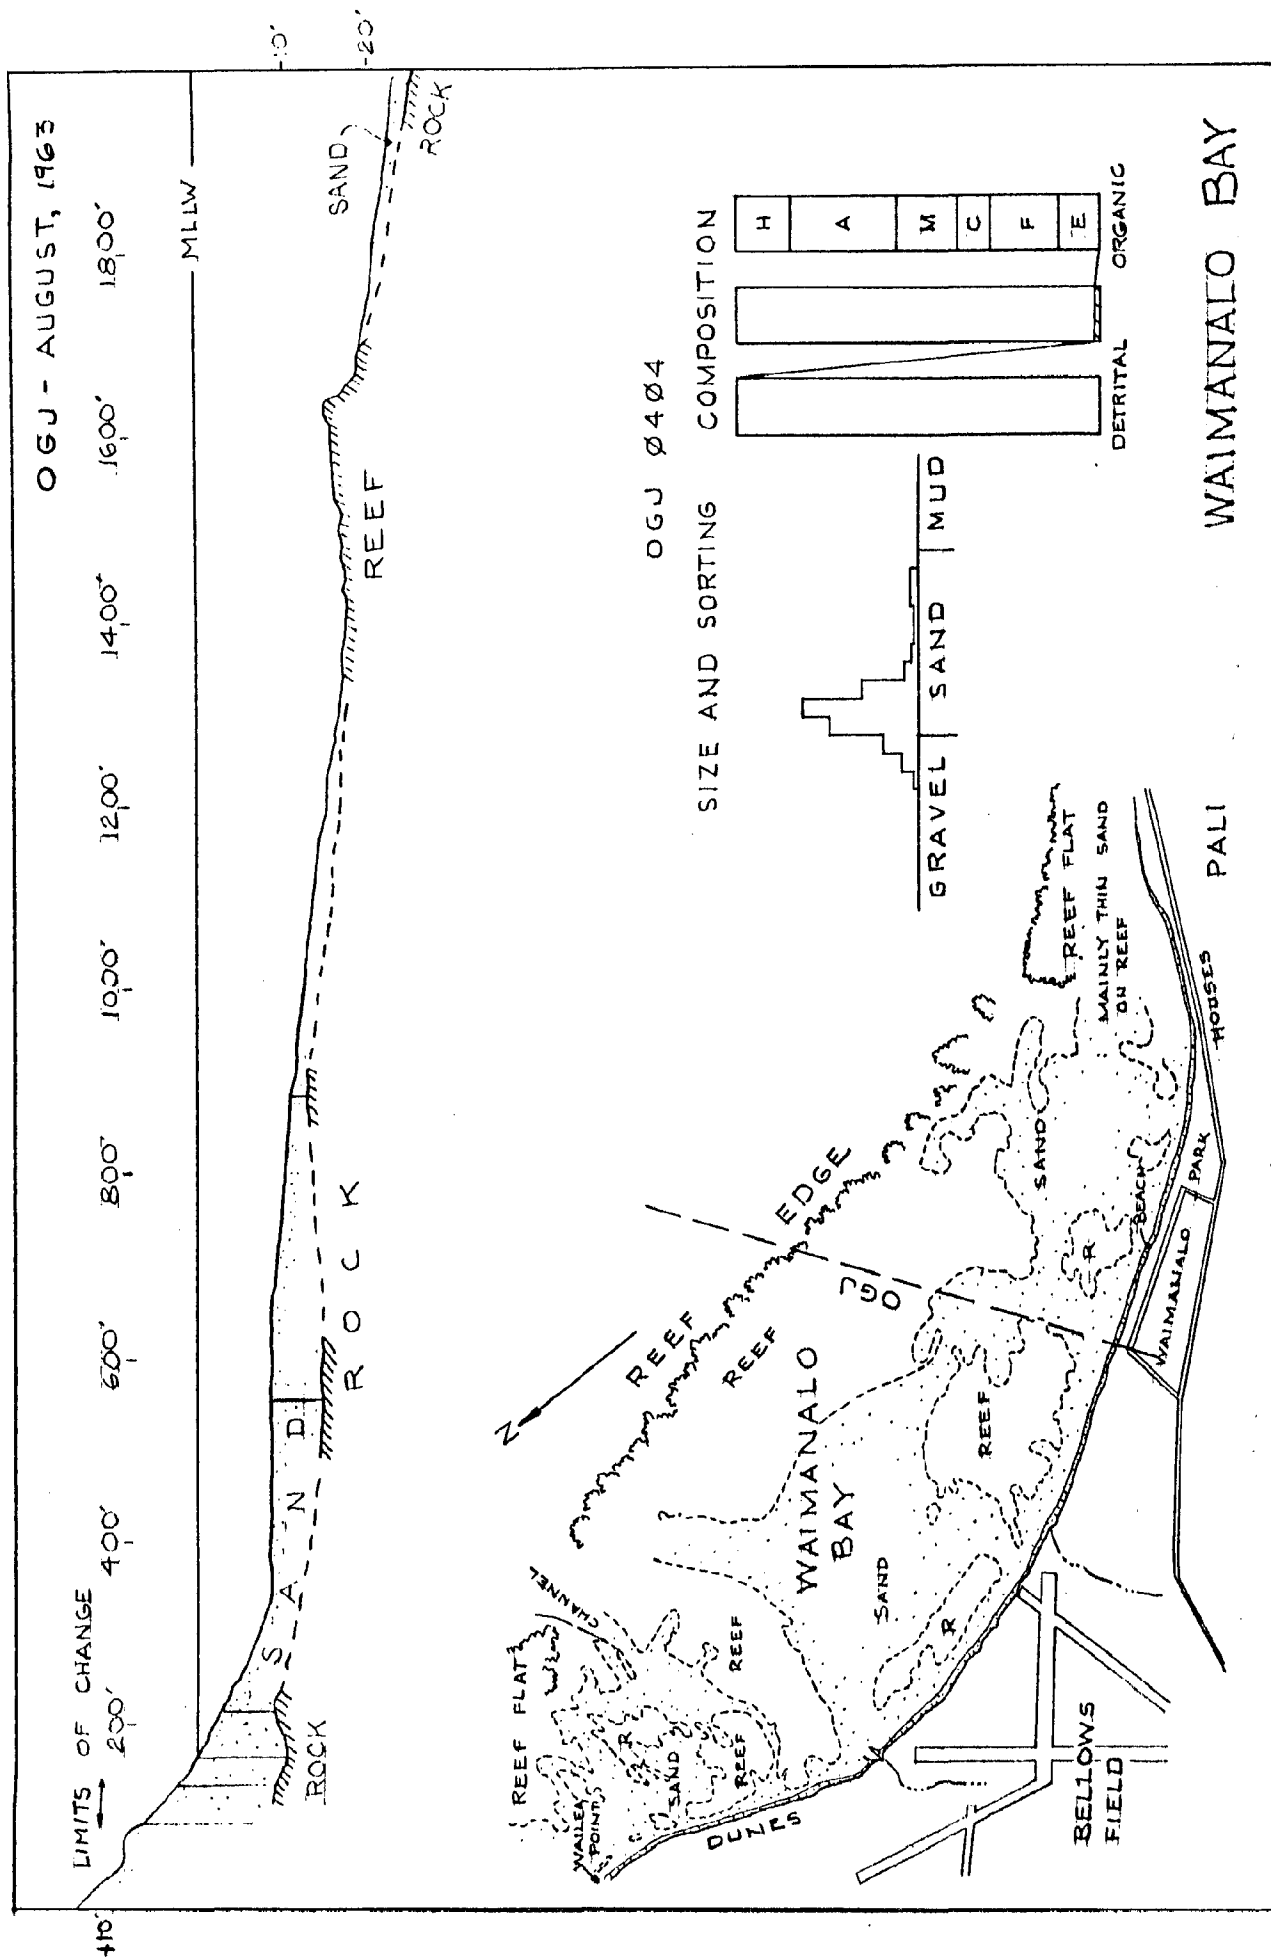 OGJ - AUGUST, 1963
LIMITS OF CHANGE
200' 400' 600' 800' 1000' 1200' 1400' 1600' 1800'
+10'
MLLW
-10'
-20'
SAND
ROCK
ROCK
REEF
SAND
ROCK
OGJ Ø4Ø4
SIZE AND SORTING
COMPOSITION
GRAVEL | SAND | MUD
H
A
M
C
F
E
DETRITAL
ORGANIC
N
REEF EDGE
REEF
OGJ
CHANNEL
REEF FLAT
WAILEA
POINT
R
SAND
REEF
REEF
DUNES
?
WAIMANALO
BAY
SAND
R
REEF
R
SAND
BEACH
REEF FLAT
MAINLY THIN SAND
ON REEF
WAIMANALO PARK
HOUSES
PALI
BELLOWS
FIELD
WAIMANALO BAY